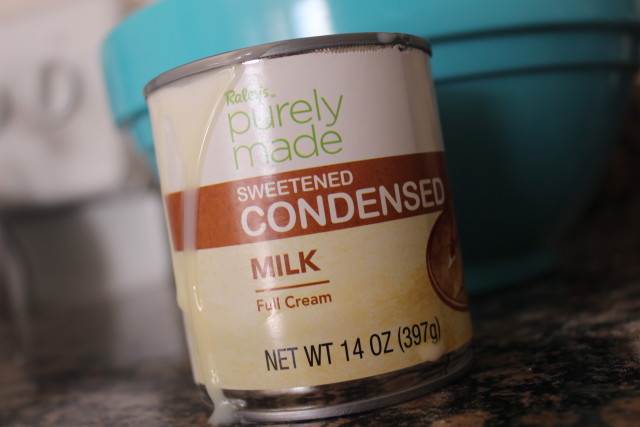 Raley's
purely
made
SWEETENED
CONDENSED
MILK
Full Cream
NET WT 14 OZ (397g)